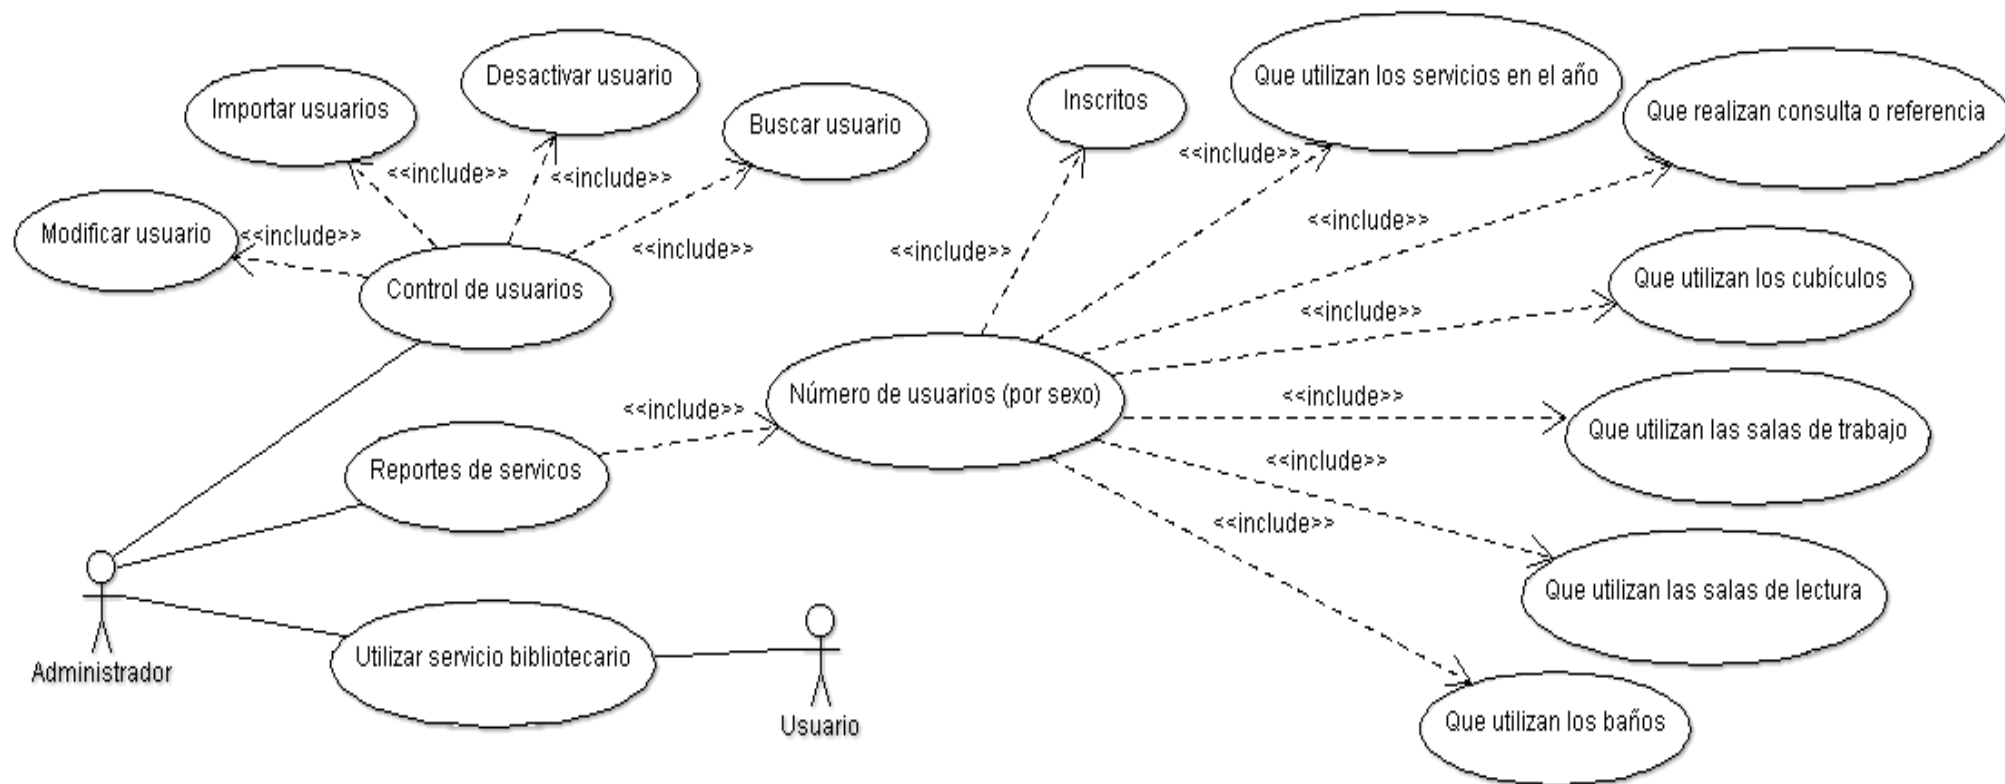 Desactivar usuario
Importar usuarios
Buscar usuario
Inscritos
Que utilizan los servicios en el año
Que realizan consulta o referencia
<<include>>
<<include>>
<<include>>
Modificar usuario
<<include>>
<<include>>
<<include>>
<<include>>
Control de usuarios
Que utilizan los cubículos
<<include>>
<<include>>
Número de usuarios (por sexo)
<<include>>
<<include>>
Que utilizan las salas de trabajo
Reportes de servicos
<<include>>
<<include>>
Que utilizan las salas de lectura
Utilizar servicio bibliotecario
Administrador
Usuario
Que utilizan los baños